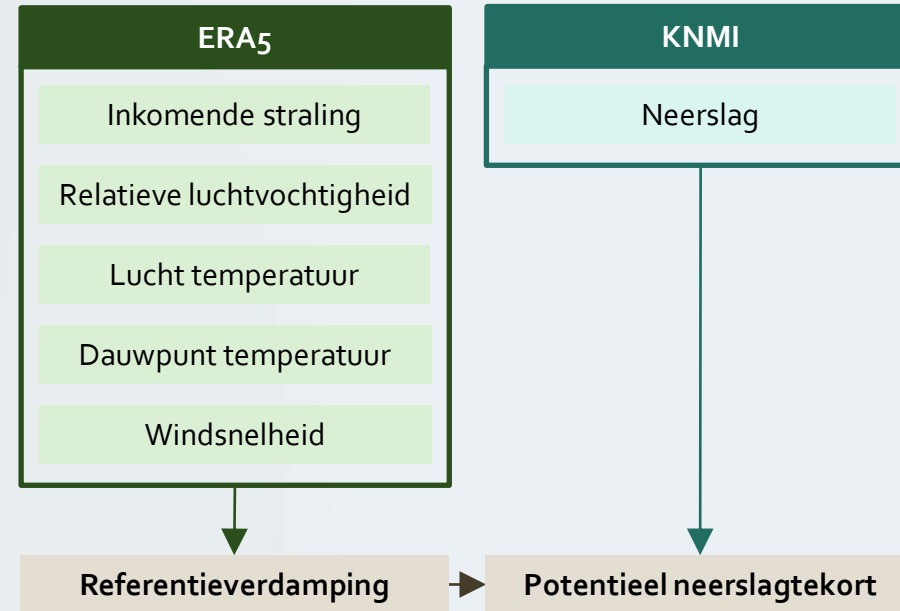 ERA5
Inkomende straling
Relatieve luchtvochtigheid
Lucht temperatuur
Dauwpunt temperatuur
Windsnelheid
KNMI
Neerslag
Referentieverdamping
Potentieel neerslagtekort